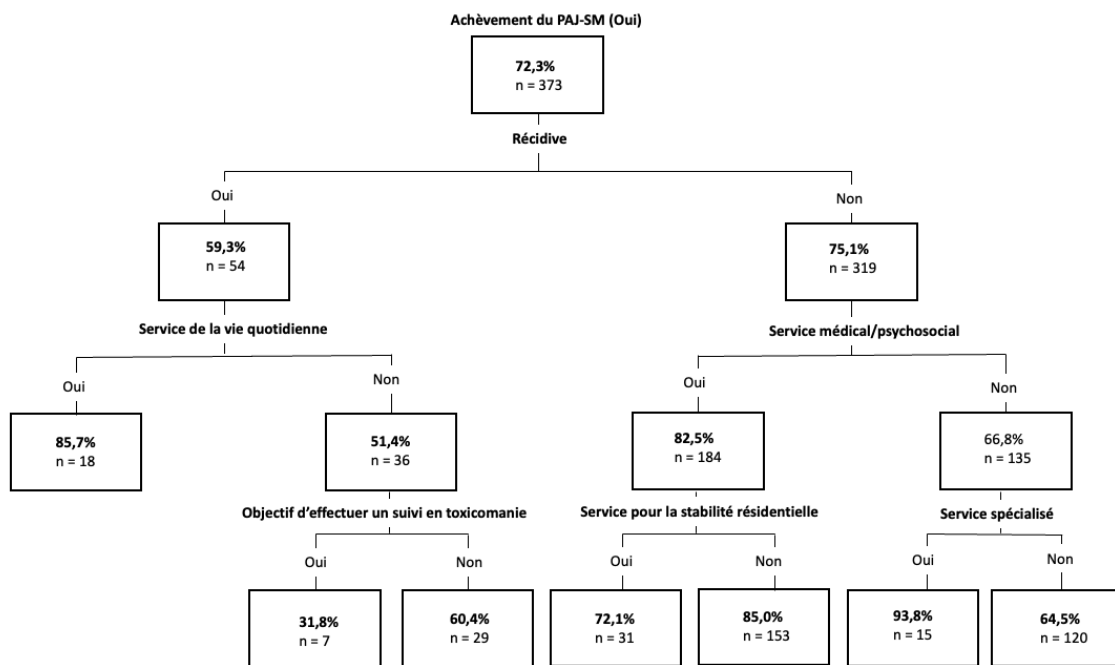 Achèvement du PAJ-SM (Oui)
72,3%
n = 373
Récidive
Oui
Non
59,3%
n = 54
75,1%
n = 319
Service de la vie quotidienne
Service médical/psychosocial
Oui
Non
Oui
Non
85,7%
n = 18
51,4%
n = 36
82,5%
n = 184
66,8%
n = 135
Objectif d’effectuer un suivi en toxicomanie
Service pour la stabilité résidentielle
Service spécialisé
Oui
Non
Oui
Non
Oui
Non
31,8%
n = 7
60,4%
n = 29
72,1%
n = 31
85,0%
n = 153
93,8%
n = 15
64,5%
n = 120